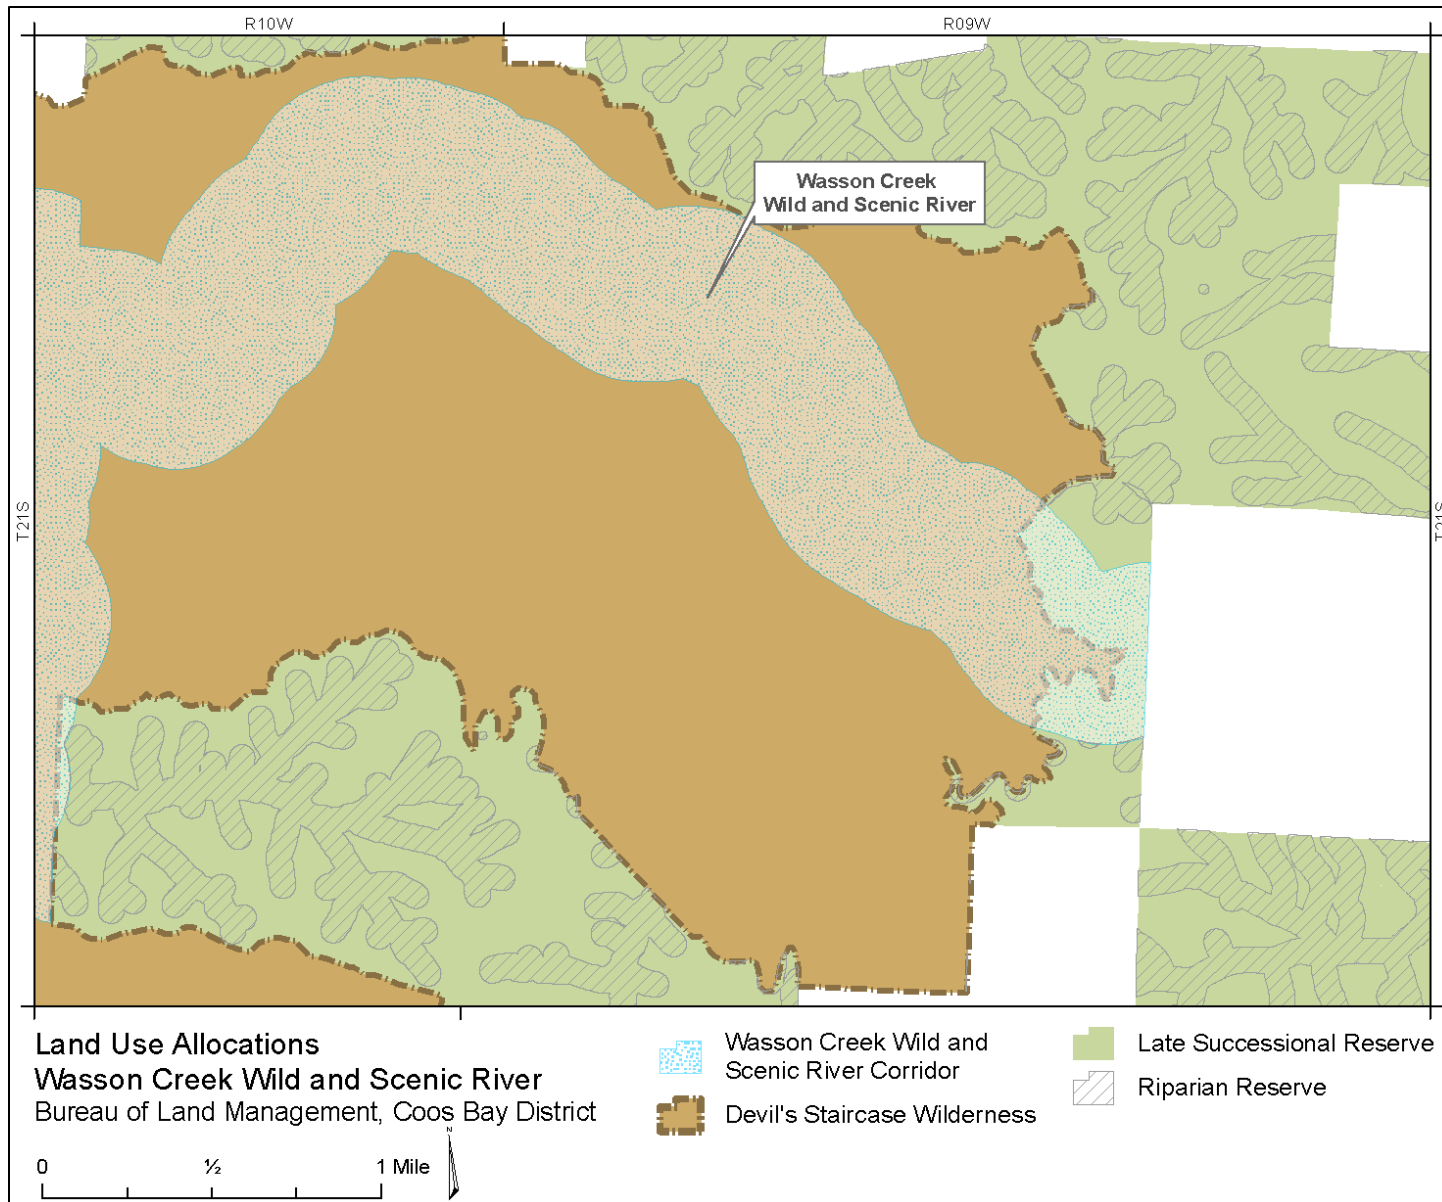 R10W
R09W
Wasson Creek
Wild and Scenic River
T21S
T21S
Land Use Allocations
Wasson Creek Wild and Scenic River
Bureau of Land Management, Coos Bay District
N
0 ½ 1 Mile
Wasson Creek Wild and
Scenic River Corridor
Devil's Staircase Wilderness
Late Successional Reserve
Riparian Reserve